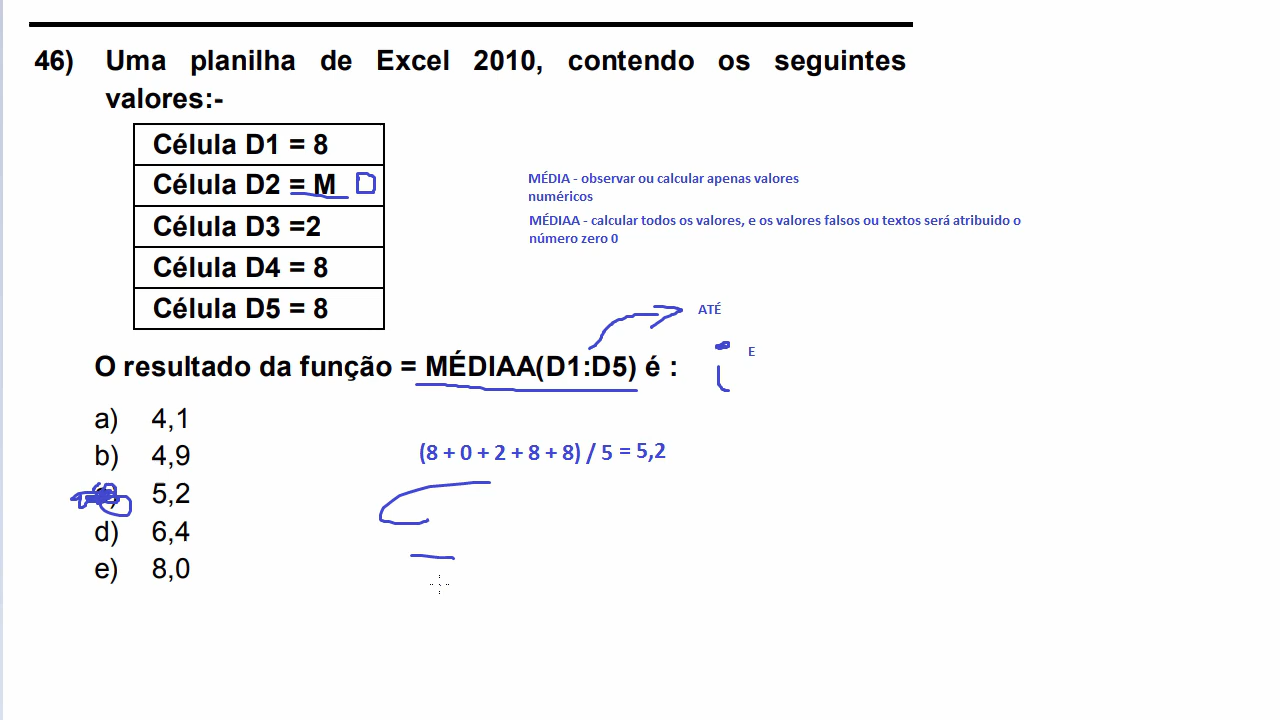 46) Uma planilha de Excel 2010, contendo os seguintes
valores:-
Célula D1 = 8
Célula D2 = M
Célula D3 =2
Célula D4 = 8
Célula D5 = 8
MÉDIA - observar ou calcular apenas valores
numéricos
MÉDIAA - calcular todos os valores, e os valores falsos ou textos será atribuido o
número zero 0
ATÉ
E
O resultado da função = MÉDIAA(D1:D5) é :
a) 4,1
b) 4,9
5,2
d) 6,4
e) 8,0
(8 + 0 + 2 + 8 + 8) / 5 = 5,2